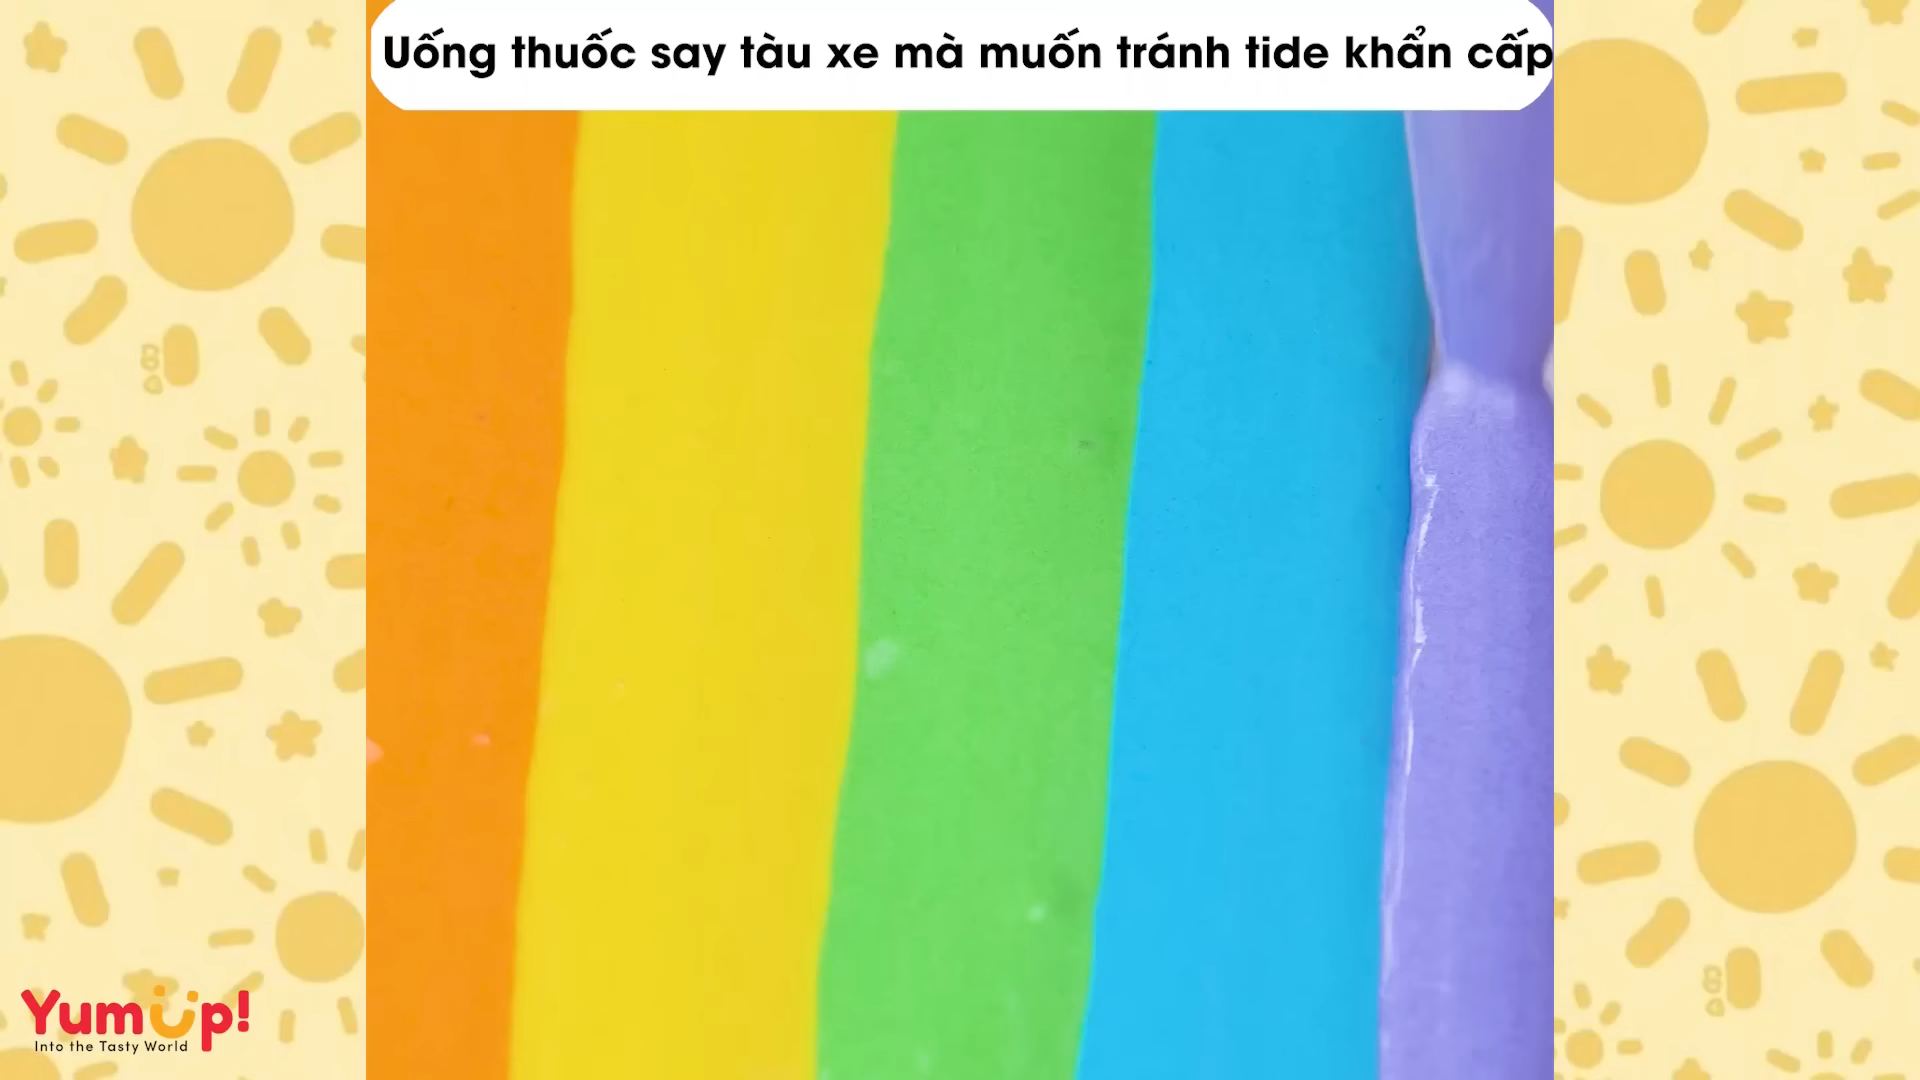 Uống thuốc say tàu xe mà muốn tránh tide khẩn cấp
YumUp!
Into the Tasty World